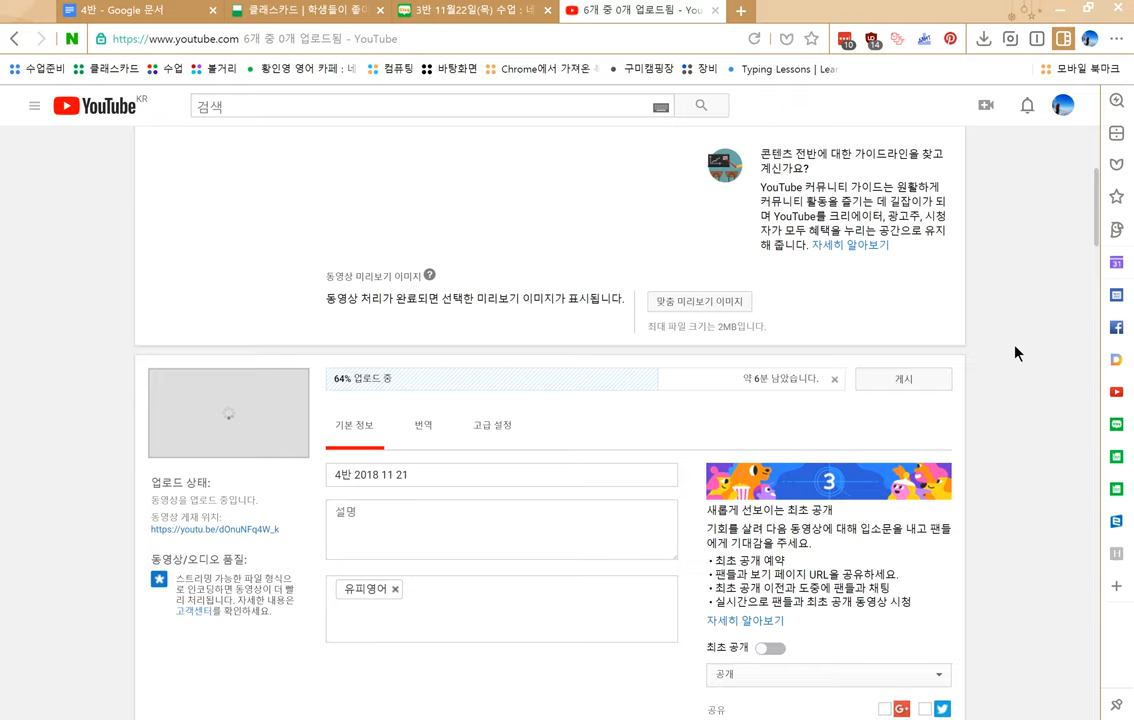 4반 - Google 문서
클래스카드 | 학생들이 좋
3반 11월22일(목) 수업 : 네
6개 중 0개 업로드됨 - You
https://www.youtube.com 6개 중 0개 업로드됨 - YouTube
10
14
수업준비
클래스카드
수업
볼거리
황인영 영어 카페 : 네
컴퓨팅
바탕화면
Chrome에서 가져온
구미캠핑장
장비
Typing Lessons | Lear
모바일 북마크
YouTube KR
검색
콘텐츠 전반에 대한 가이드라인을 찾고
계신가요?
YouTube 커뮤니티 가이드는 원활하게
커뮤니티 활동을 즐기는 데 길잡이가 되
며 YouTube를 크리에이터, 광고주, 시청
자가 모두 혜택을 누리는 공간으로 유지
해 줍니다. 자세히 알아보기
동영상 미리보기 이미지 ?
동영상 처리가 완료되면 선택한 미리보기 이미지가 표시됩니다.
맞춤 미리보기 이미지
최대 파일 크기는 2MB입니다.
64% 업로드 중
약 6분 남았습니다.
게시
기본 정보
번역
고급 설정
4반 2018 11 21
설명
유피영어
업로드 상태:
동영상을 업로드 중입니다.
동영상 게재 위치:
https://youtu.be/dOnuNFq4W_k
동영상/오디오 품질:
스트리밍 가능한 파일 형식으
로 인코딩하면 동영상이 더 빨
리 처리됩니다. 자세한 내용은
고객센터를 확인하세요.
3
새롭게 선보이는 최초 공개
기회를 살려 다음 동영상에 대해 입소문을 내고 팬들
에게 기대감을 주세요.
• 최초 공개 예약
• 팬들과 보기 페이지 URL을 공유하세요.
• 최초 공개 이전과 도중에 팬들과 채팅
• 실시간으로 팬들과 최초 공개 동영상 시청
자세히 알아보기
최초 공개
공개
공유
31